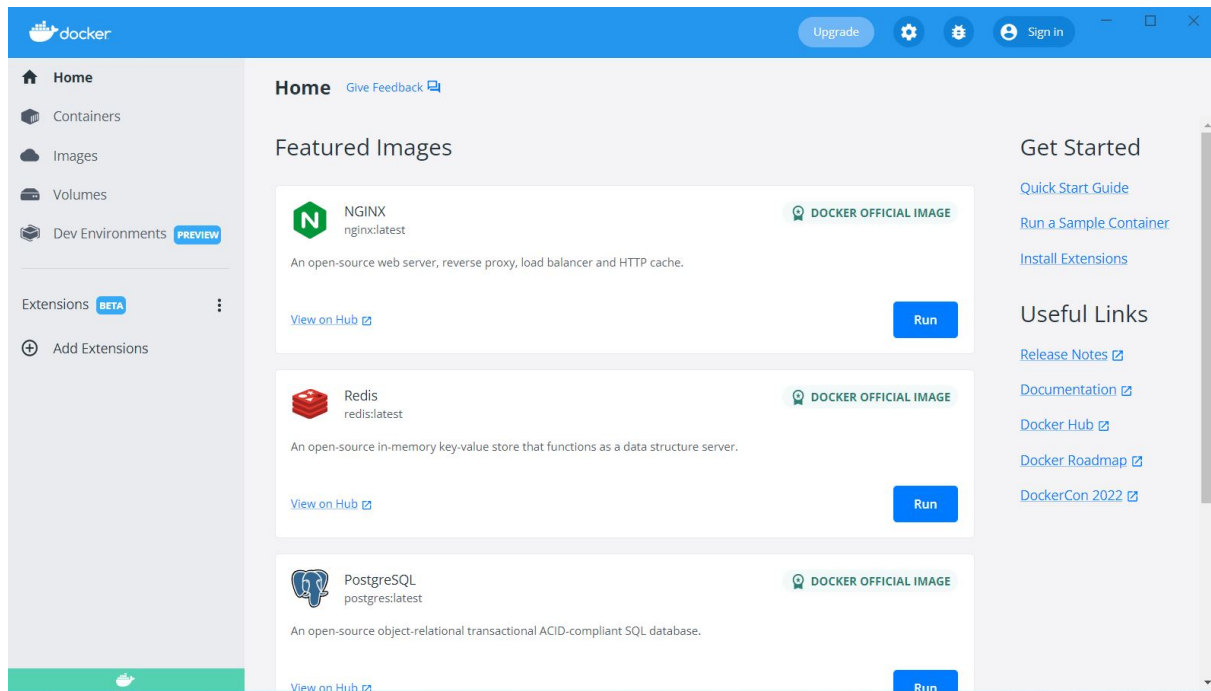 docker
Upgrade
Sign in
Home
Containers
Images
Volumes
Dev Environments PREVIEW
Extensions BETA
Add Extensions
Home Give Feedback
Featured Images
NGINX
nginx:latest
DOCKER OFFICIAL IMAGE
An open-source web server, reverse proxy, load balancer and HTTP cache.
View on Hub
Run
Redis
redis:latest
DOCKER OFFICIAL IMAGE
An open-source in-memory key-value store that functions as a data structure server.
View on Hub
Run
PostgreSQL
postgres:latest
DOCKER OFFICIAL IMAGE
An open-source object-relational transactional ACID-compliant SQL database.
View on Hub
Run
Get Started
Quick Start Guide
Run a Sample Container
Install Extensions
Useful Links
Release Notes
Documentation
Docker Hub
Docker Roadmap
DockerCon 2022